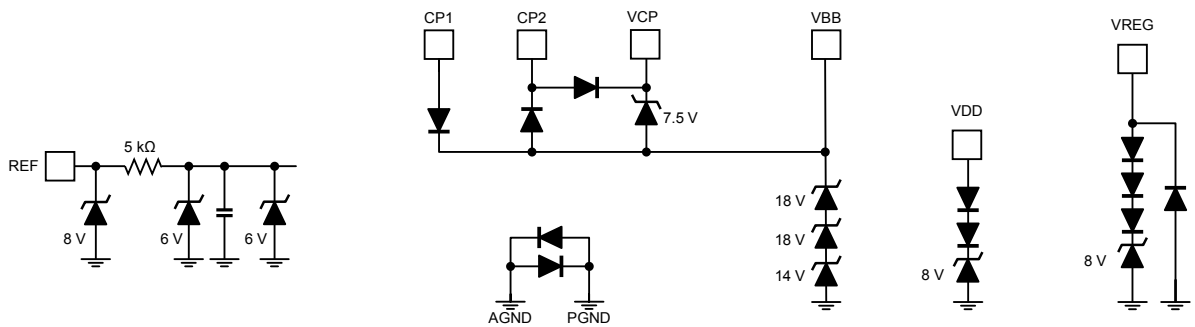 CP1
CP2
VCP
VBB
VREG
7.5 V
VDD
5 kΩ
REF
8 V
6 V
6 V
18 V
18 V
14 V
8 V
8 V
AGND
PGND